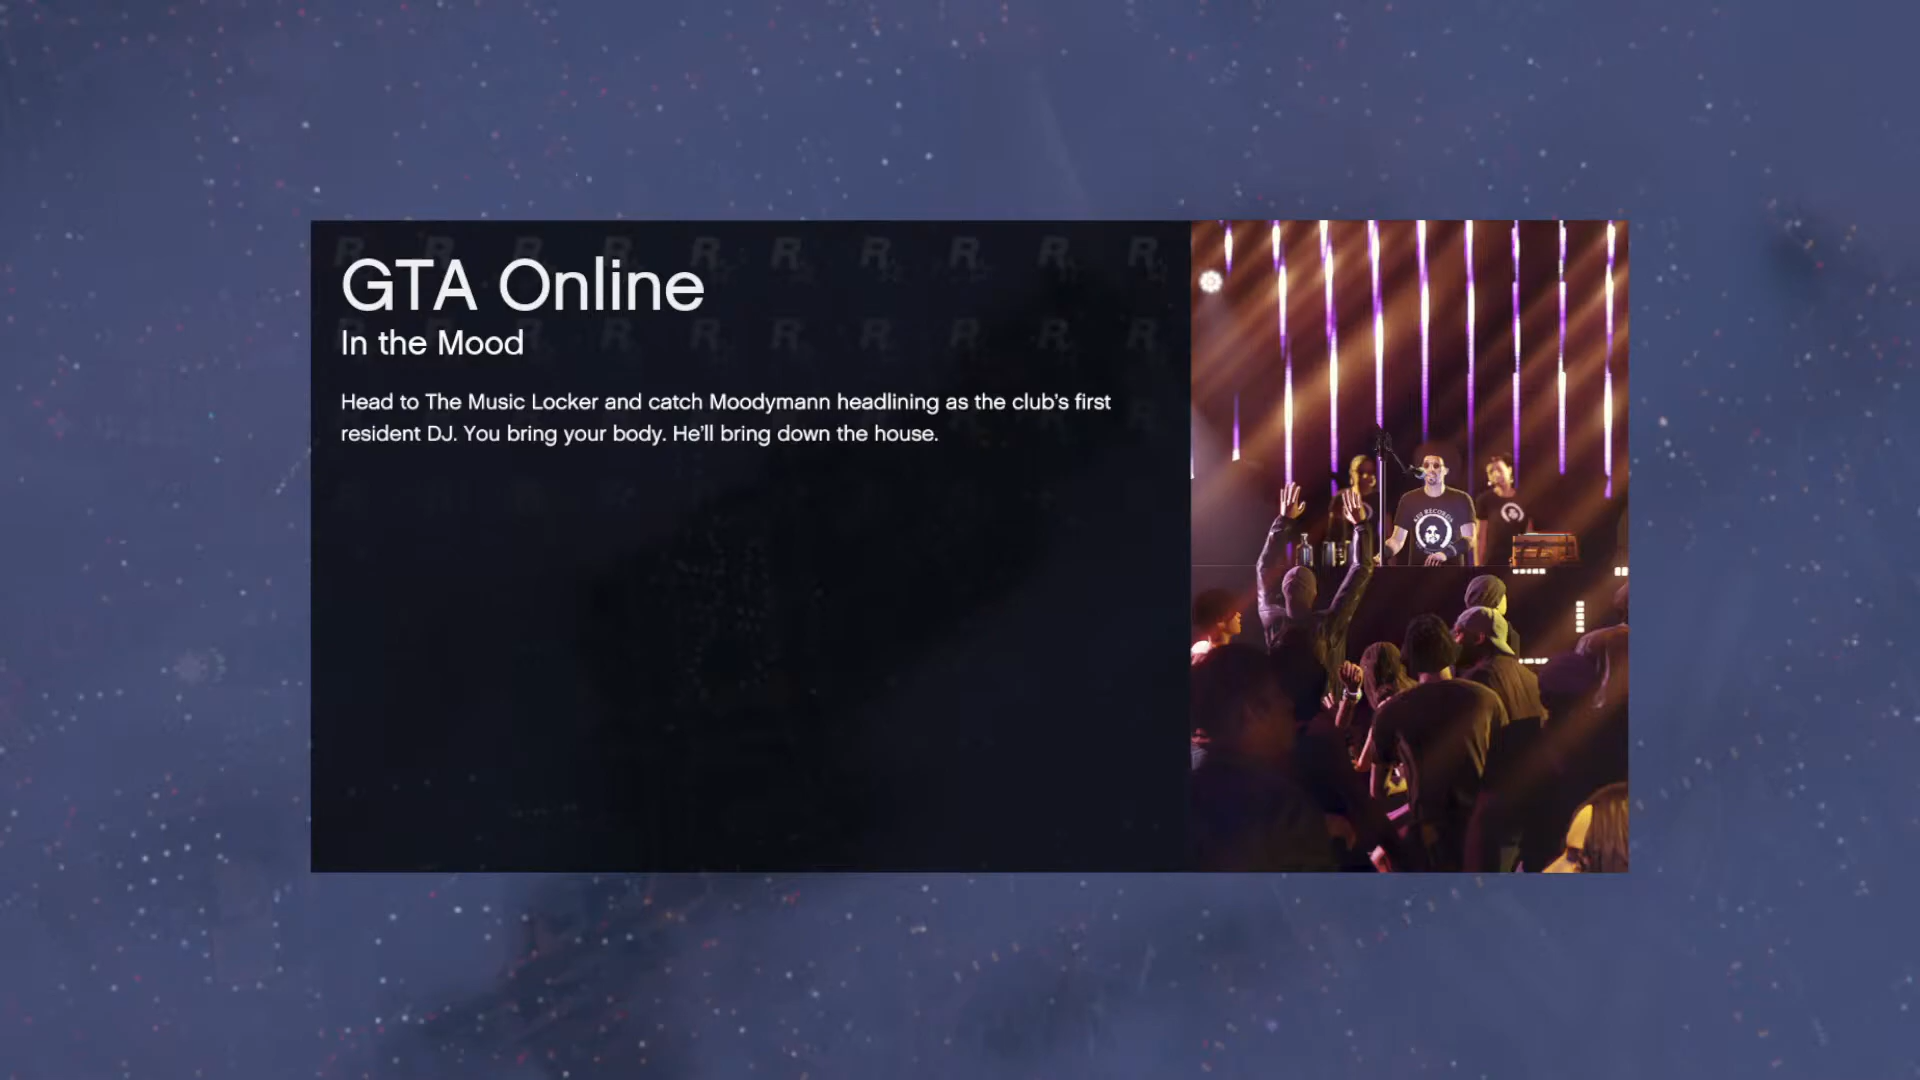 GTA Online
In the Mood
Head to The Music Locker and catch Moodymann headlining as the club's first
resident DJ. You bring your body. He'll bring down the house.